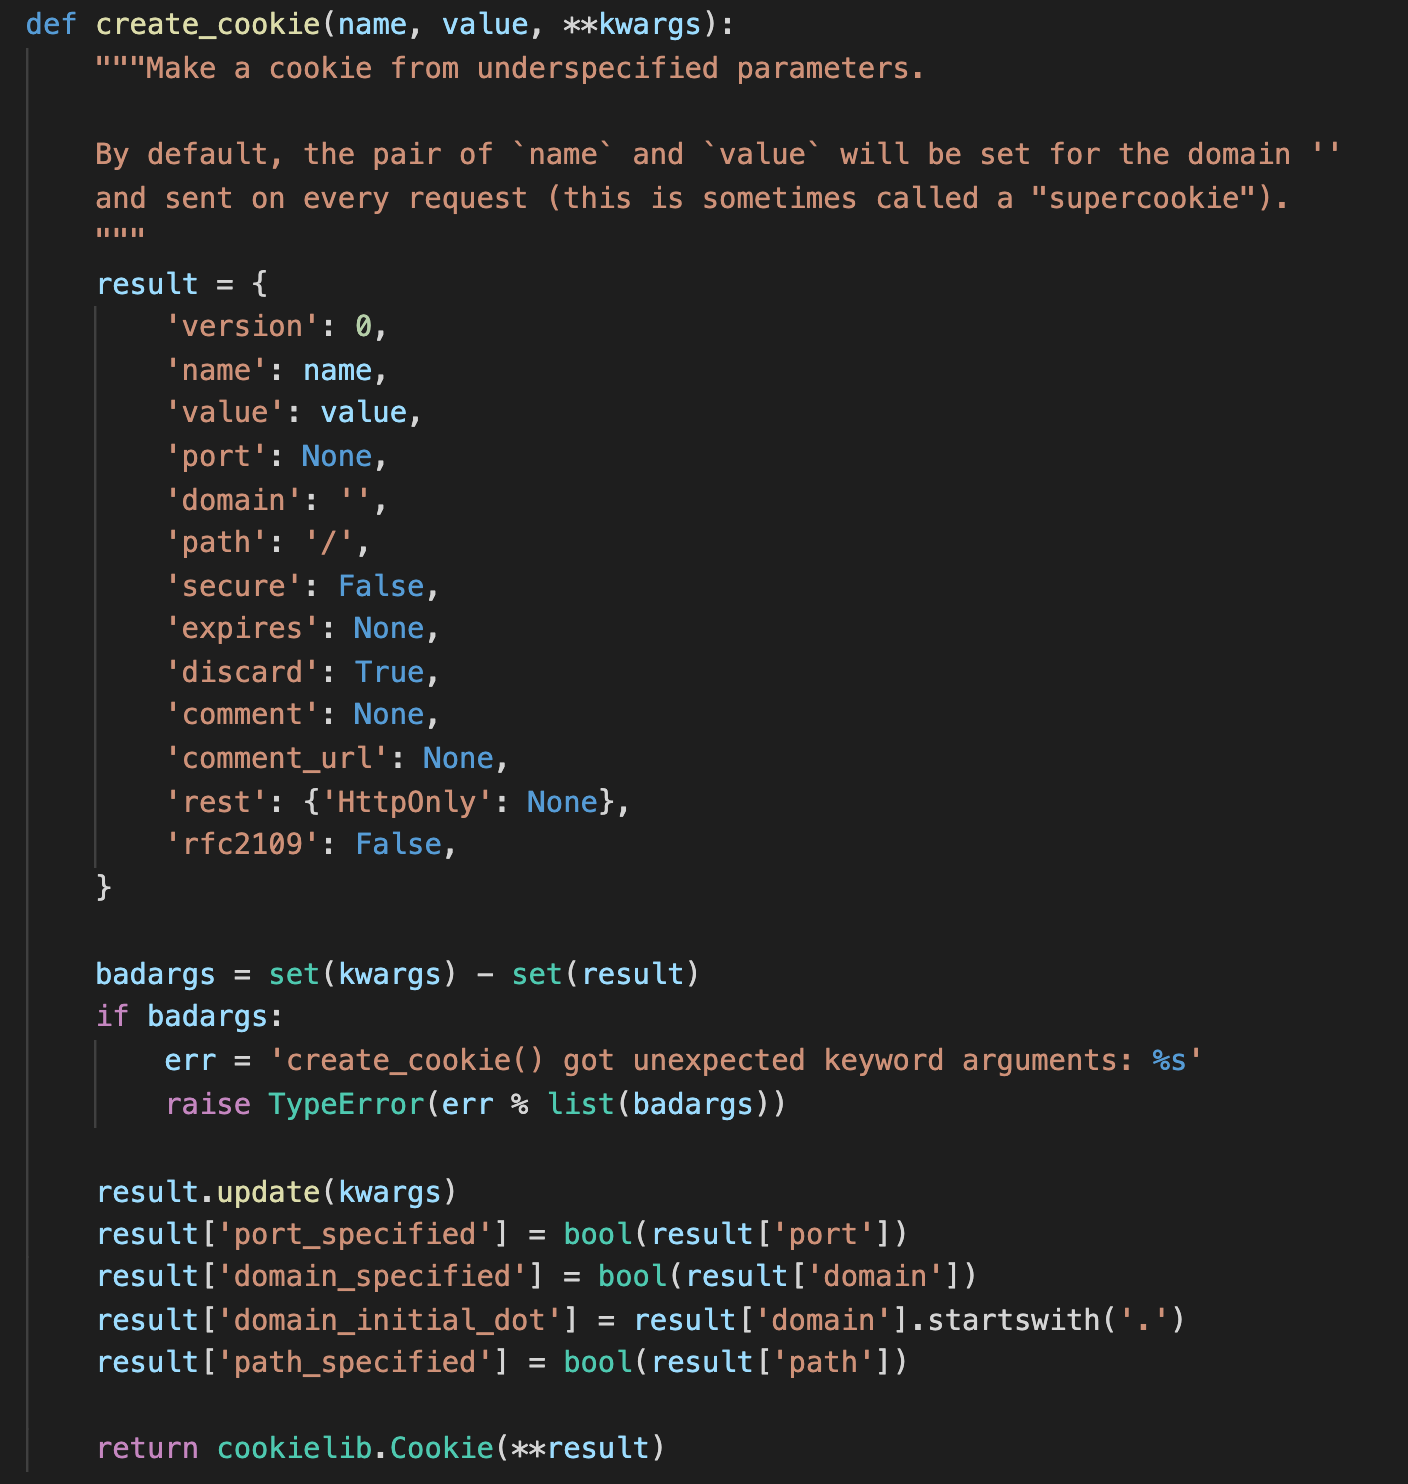 def create_cookie(name, value, **kwargs):
    """Make a cookie from underspecified parameters.

    By default, the pair of `name` and `value` will be set for the domain ''
    and sent on every request (this is sometimes called a "supercookie").
    """
    result = {
        'version': 0,
        'name': name,
        'value': value,
        'port': None,
        'domain': '',
        'path': '/',
        'secure': False,
        'expires': None,
        'discard': True,
        'comment': None,
        'comment_url': None,
        'rest': {'HttpOnly': None},
        'rfc2109': False,
    }

    badargs = set(kwargs) - set(result)
    if badargs:
        err = 'create_cookie() got unexpected keyword arguments: %s'
        raise TypeError(err % list(badargs))

    result.update(kwargs)
    result['port_specified'] = bool(result['port'])
    result['domain_specified'] = bool(result['domain'])
    result['domain_initial_dot'] = result['domain'].startswith('.')
    result['path_specified'] = bool(result['path'])

    return cookielib.Cookie(**result)